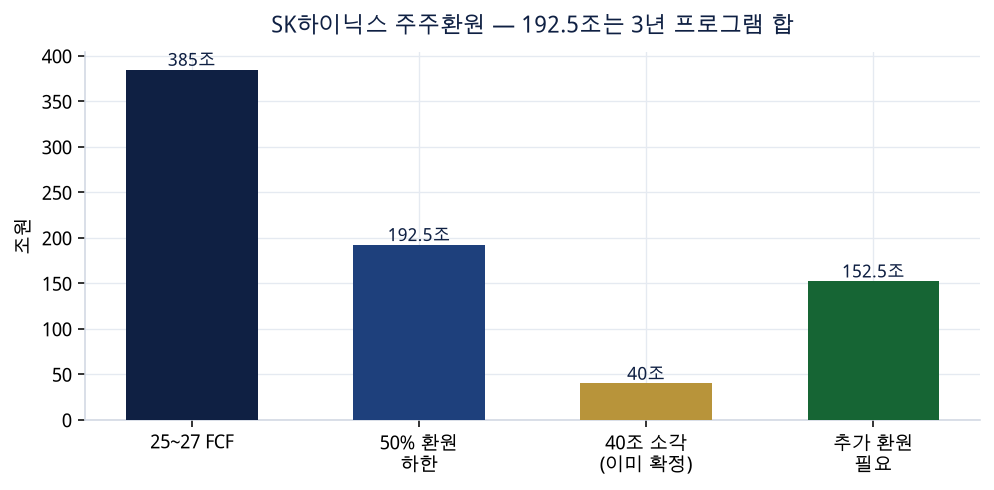 SK하이닉스 주주환원 — 192.5조는 3년 프로그램 합
조원
400
350
300
250
200
150
100
50
0
385조
192.5조
40조
152.5조
25~27 FCF
50% 환원
하한
40조 소각
(이미 확정)
추가 환원
필요